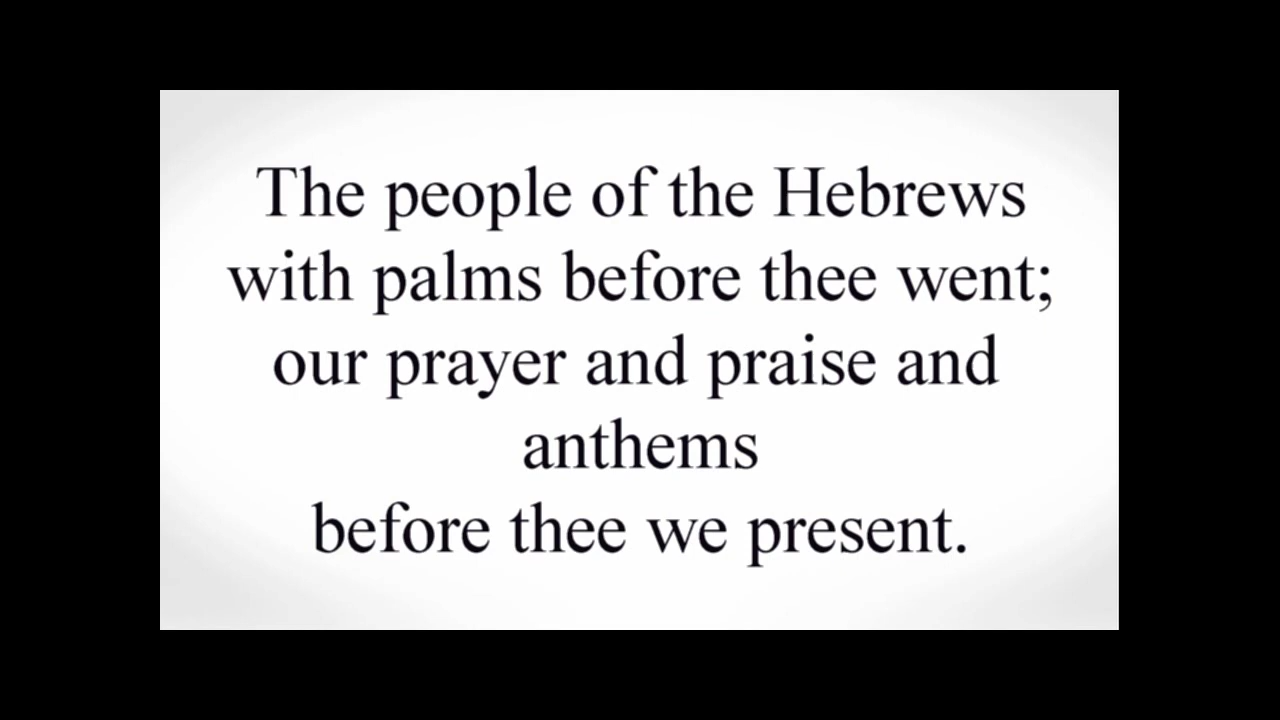 The people of the Hebrews
with palms before thee went;
our prayer and praise and
anthems
before thee we present.